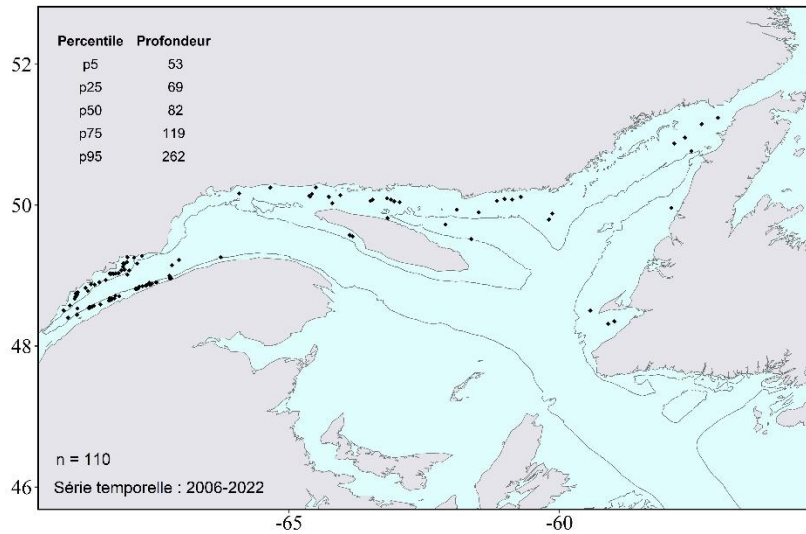 Percentile Profondeur
p5 53
p25 69
p50 82
p75 119
p95 262
52
50
48
46
n = 110
Série temporelle : 2006-2022
-65 -60